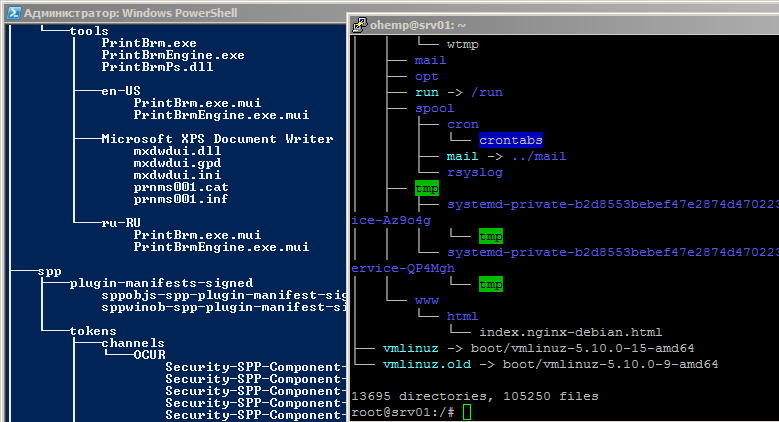 Администратор: Windows PowerShell
tools
PrintBrm.exe
PrintBrmEngine.exe
PrintBrmPs.dll
en-US
PrintBrm.exe.mui
PrintBrmEngine.exe.mui
Microsoft XPS Document Writer
mxdwdui.dll
mxdwdui.gpd
mxdwdui.ini
prnms001.cat
prnms001.inf
ru-RU
PrintBrm.exe.mui
PrintBrmEngine.exe.mui
spp
plugin-manifests-signed
sppobjs-spp-plugin-manifest-sig
sppwinob-spp-plugin-manifest-si
tokens
channels
OCUR
Security-SPP-Component-
Security-SPP-Component-
Security-SPP-Component-
Security-SPP-Component-
Security-SPP-Component-
ohemp@srv01: ~
wtmp
mail
opt
run -> /run
spool
cron
crontabs
mail -> ../mail
rsyslog
tmp
systemd-private-b2d8553bebef47e2874d470223
ice-Az9o4g
tmp
systemd-private-b2d8553bebef47e2874d470223
ervice-QP4Mgh
tmp
www
html
index.nginx-debian.html
vmlinuz -> boot/vmlinuz-5.10.0-15-amd64
vmlinuz.old -> boot/vmlinuz-5.10.0-9-amd64
13695 directories, 105250 files
root@srv01:/#